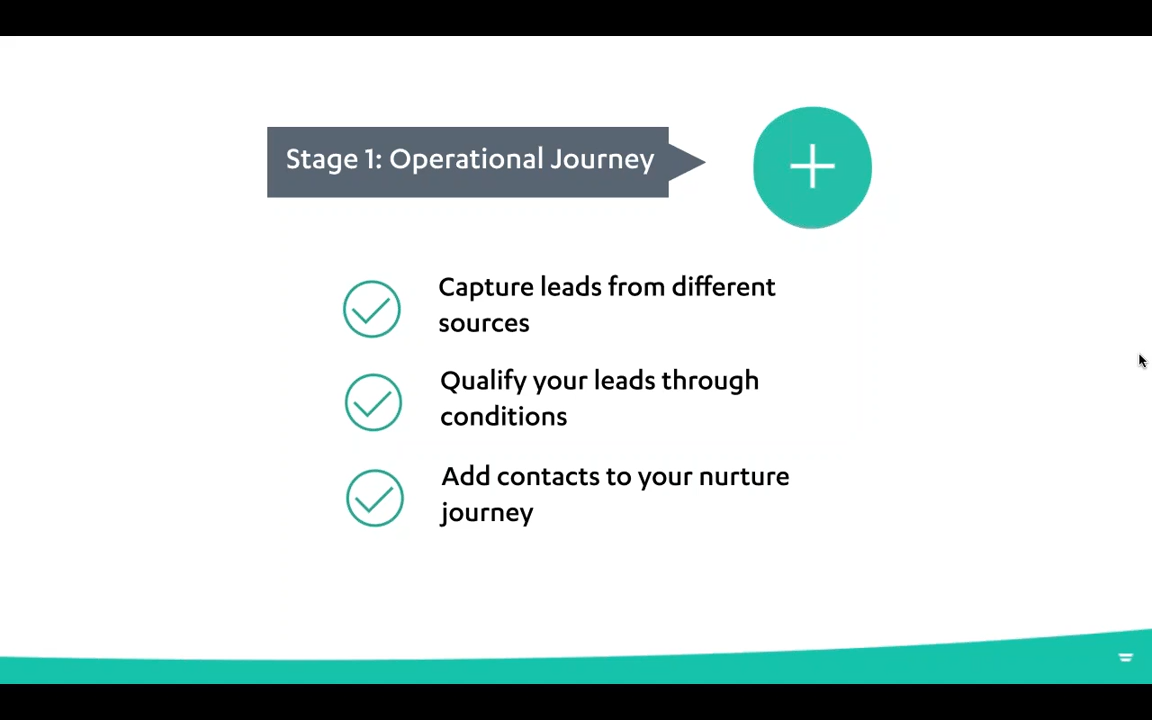 Stage 1: Operational Journey
Capture leads from different
sources
Qualify your leads through
conditions
Add contacts to your nurture
journey